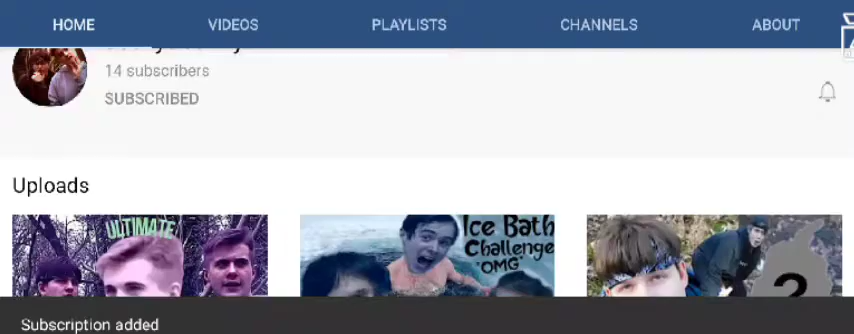 HOME VIDEOS PLAYLISTS CHANNELS ABOUT
14 subscribers
SUBSCRIBED
Uploads
ULTIMATE
Ice Bath
Challenge
"OMG"
?
Subscription added